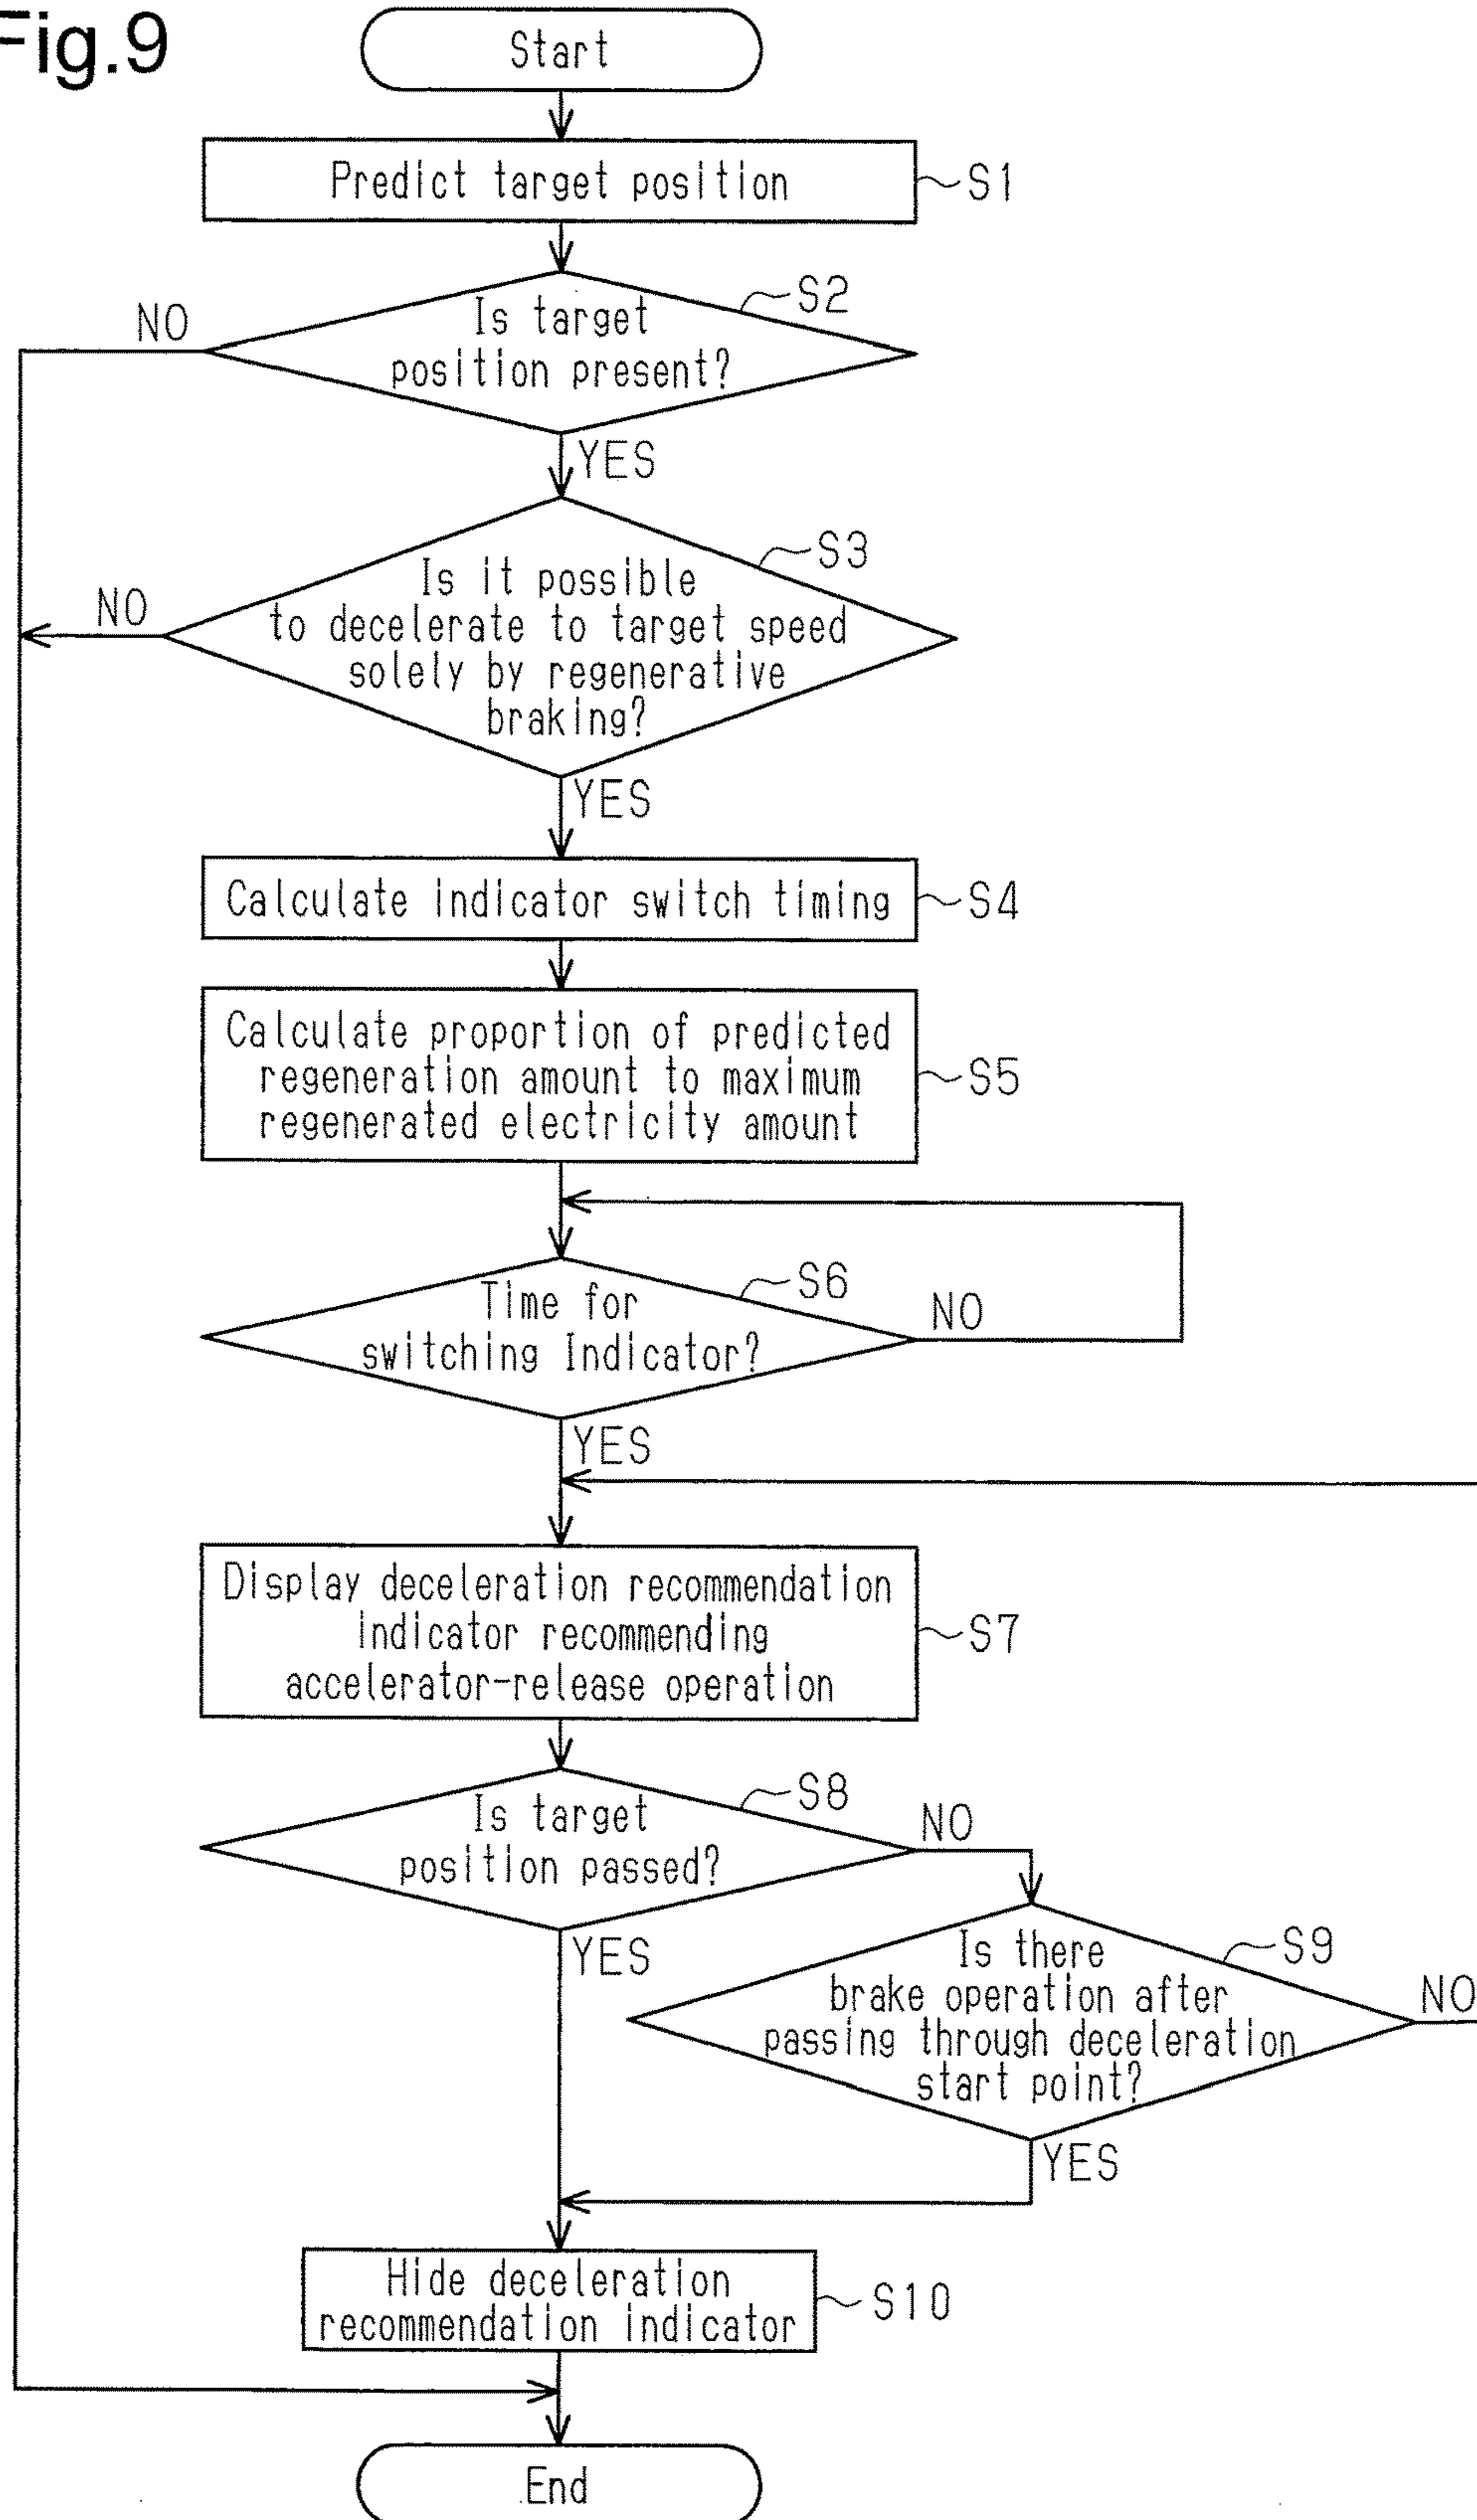 Fig.9
Start
Predict target position
S1
S2
NO
Is target
position present?
YES
S3
NO
Is it possible
to decelerate to target speed
solely by regenerative
braking?
YES
Calculate indicator switch timing
S4
Calculate proportion of predicted
regeneration amount to maximum
regenerated electricity amount
S5
S6
Time for
switching Indicator?
NO
YES
Display deceleration recommendation
indicator recommending
accelerator-release operation
S7
S8
Is target
position passed?
NO
YES
S9
Is there
brake operation after
passing through deceleration
start point?
NO
YES
Hide deceleration
recommendation indicator
S10
End